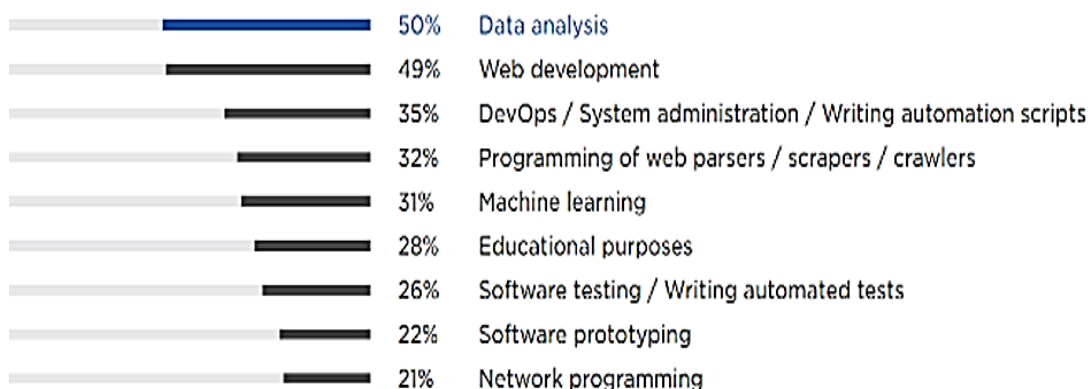 50% Data analysis
49% Web development
35% DevOps / System administration / Writing automation scripts
32% Programming of web parsers / scrapers / crawlers
31% Machine learning
28% Educational purposes
26% Software testing / Writing automated tests
22% Software prototyping
21% Network programming